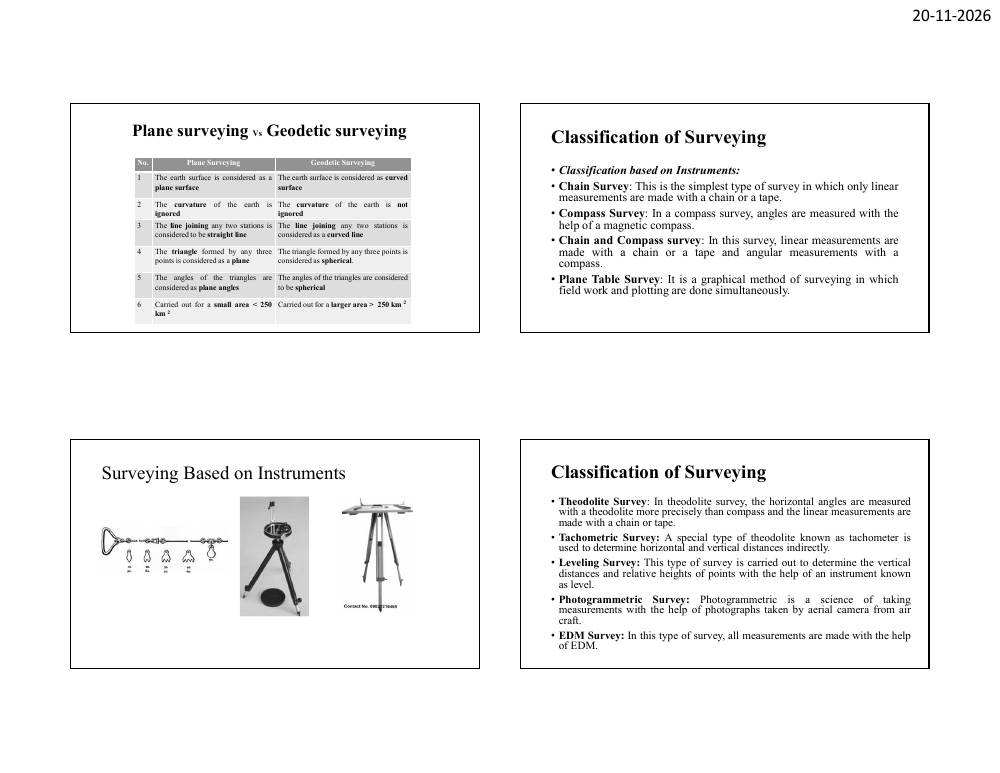 20-11-2026
Plane surveying Vs Geodetic surveying
No. Plane Surveying Geodetic Surveying
1 The earth surface is considered as a The earth surface is considered as curved
plane surface surface
2 The curvature of the earth is The curvature of the earth is not
ignored ignored
3 The line joining any two stations is The line joining any two stations is
considered to be straight line considered as a curved line
4 The triangle formed by any three The triangle formed by any three points is
points is considered as a plane considered as spherical.
5 The angles of the triangles are The angles of the triangles are considered
considered as plane angles to be spherical
6 Carried out for a small area < 250 Carried out for a larger area > 250 km ²
km ²
Classification of Surveying
• Classification based on Instruments:
• Chain Survey: This is the simplest type of survey in which only linear
measurements are made with a chain or a tape.
• Compass Survey: In a compass survey, angles are measured with the
help of a magnetic compass.
• Chain and Compass survey: In this survey, linear measurements are
made with a chain or a tape and angular measurements with a
compass.
• Plane Table Survey: It is a graphical method of surveying in which
field work and plotting are done simultaneously.
Surveying Based on Instruments
Contact No.
Classification of Surveying
• Theodolite Survey: In theodolite survey, the horizontal angles are measured
with a theodolite more precisely than compass and the linear measurements are
made with a chain or tape.
• Tachometric Survey: A special type of theodolite known as tachometer is
used to determine horizontal and vertical distances indirectly.
• Leveling Survey: This type of survey is carried out to determine the vertical
distances and relative heights of points with the help of an instrument known
as level.
• Photogrammetric Survey: Photogrammetric is a science of taking
measurements with the help of photographs taken by aerial camera from air
craft.
• EDM Survey: In this type of survey, all measurements are made with the help
of EDM.